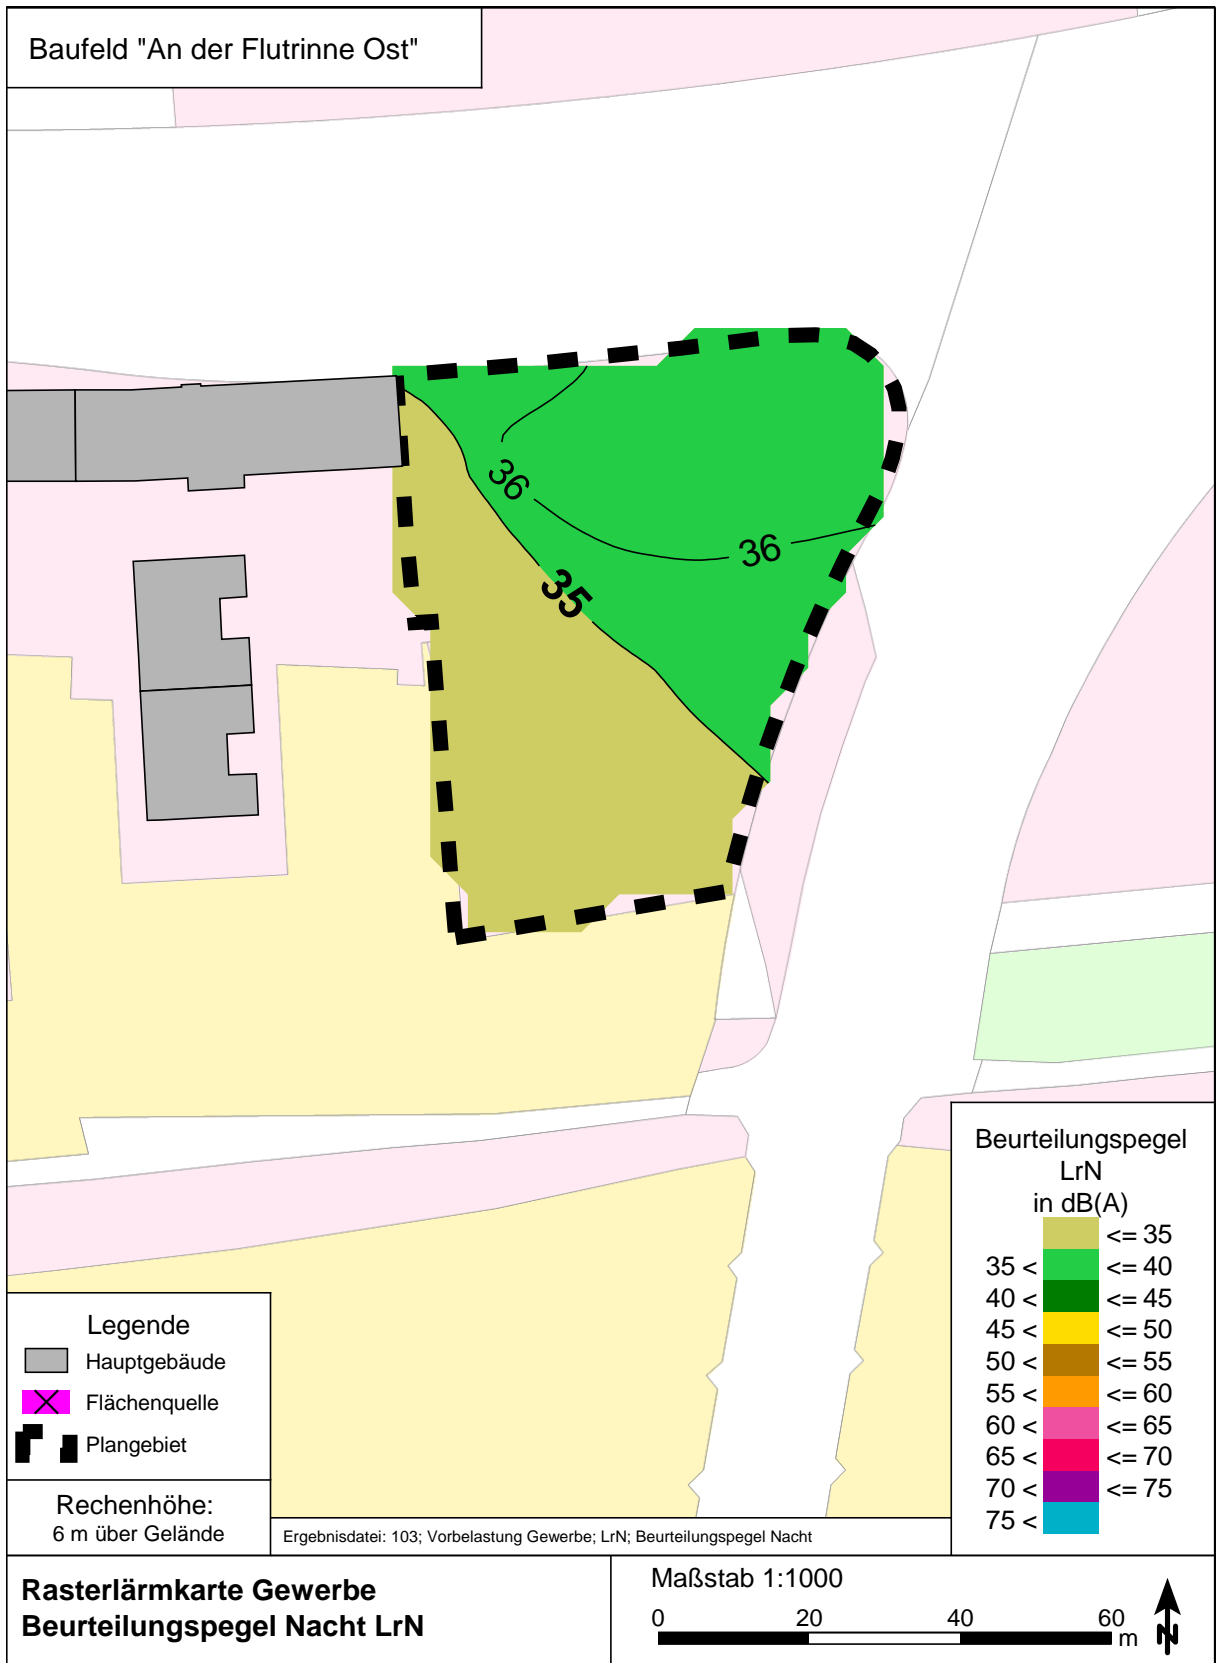 Baufeld "An der Flutrinne Ost"
36
36
35
Beurteilungspegel
LrN
in dB(A)
<= 35
35 < <= 40
40 < <= 45
45 < <= 50
50 < <= 55
55 < <= 60
60 < <= 65
65 < <= 70
70 < <= 75
75 <
Legende
Hauptgebäude
Flächenquelle
Plangebiet
Rechenhöhe:
6 m über Gelände
Ergebnisdatei: 103; Vorbelastung Gewerbe; LrN; Beurteilungspegel Nacht
Rasterlärmkarte Gewerbe
Beurteilungspegel Nacht LrN
Maßstab 1:1000
0 20 40 60
m
N